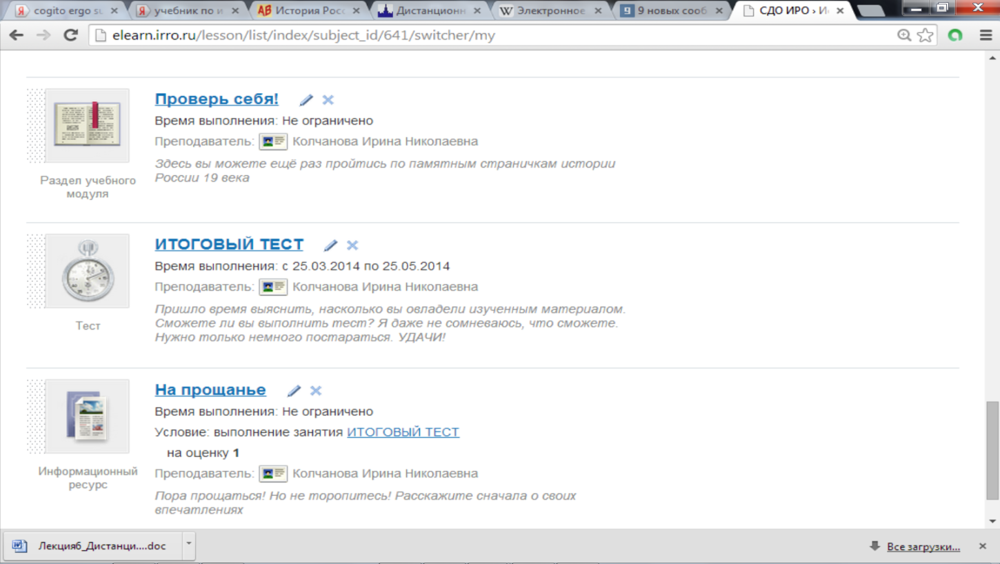 cogito ergo su
учебник по и
История Росс
Дистанционн
Электронное
9 новых сооб
СДО ИРО › И
elearn.irro.ru/lesson/list/index/subject_id/641/switcher/my
Проверь себя!
Время выполнения: Не ограничено
Преподаватель: Колчанова Ирина Николаевна
Здесь вы можете ещё раз пройтись по памятным страничкам истории
России 19 века
Раздел учебного
модуля
ИТОГОВЫЙ ТЕСТ
Время выполнения: с 25.03.2014 по 25.05.2014
Преподаватель: Колчанова Ирина Николаевна
Пришло время выяснить, насколько вы овладели изученным материалом.
Сможете ли вы выполнить тест? Я даже не сомневаюсь, что сможете.
Нужно только немного постараться. УДАЧИ!
Тест
На прощанье
Время выполнения: Не ограничено
Условие: выполнение занятия ИТОГОВЫЙ ТЕСТ
на оценку 1
Преподаватель: Колчанова Ирина Николаевна
Пора прощаться! Но не торопитесь! Расскажите сначала о своих
впечатлениях
Информационный
ресурс
Лекция6_Дистанци....doc
Все загрузки...